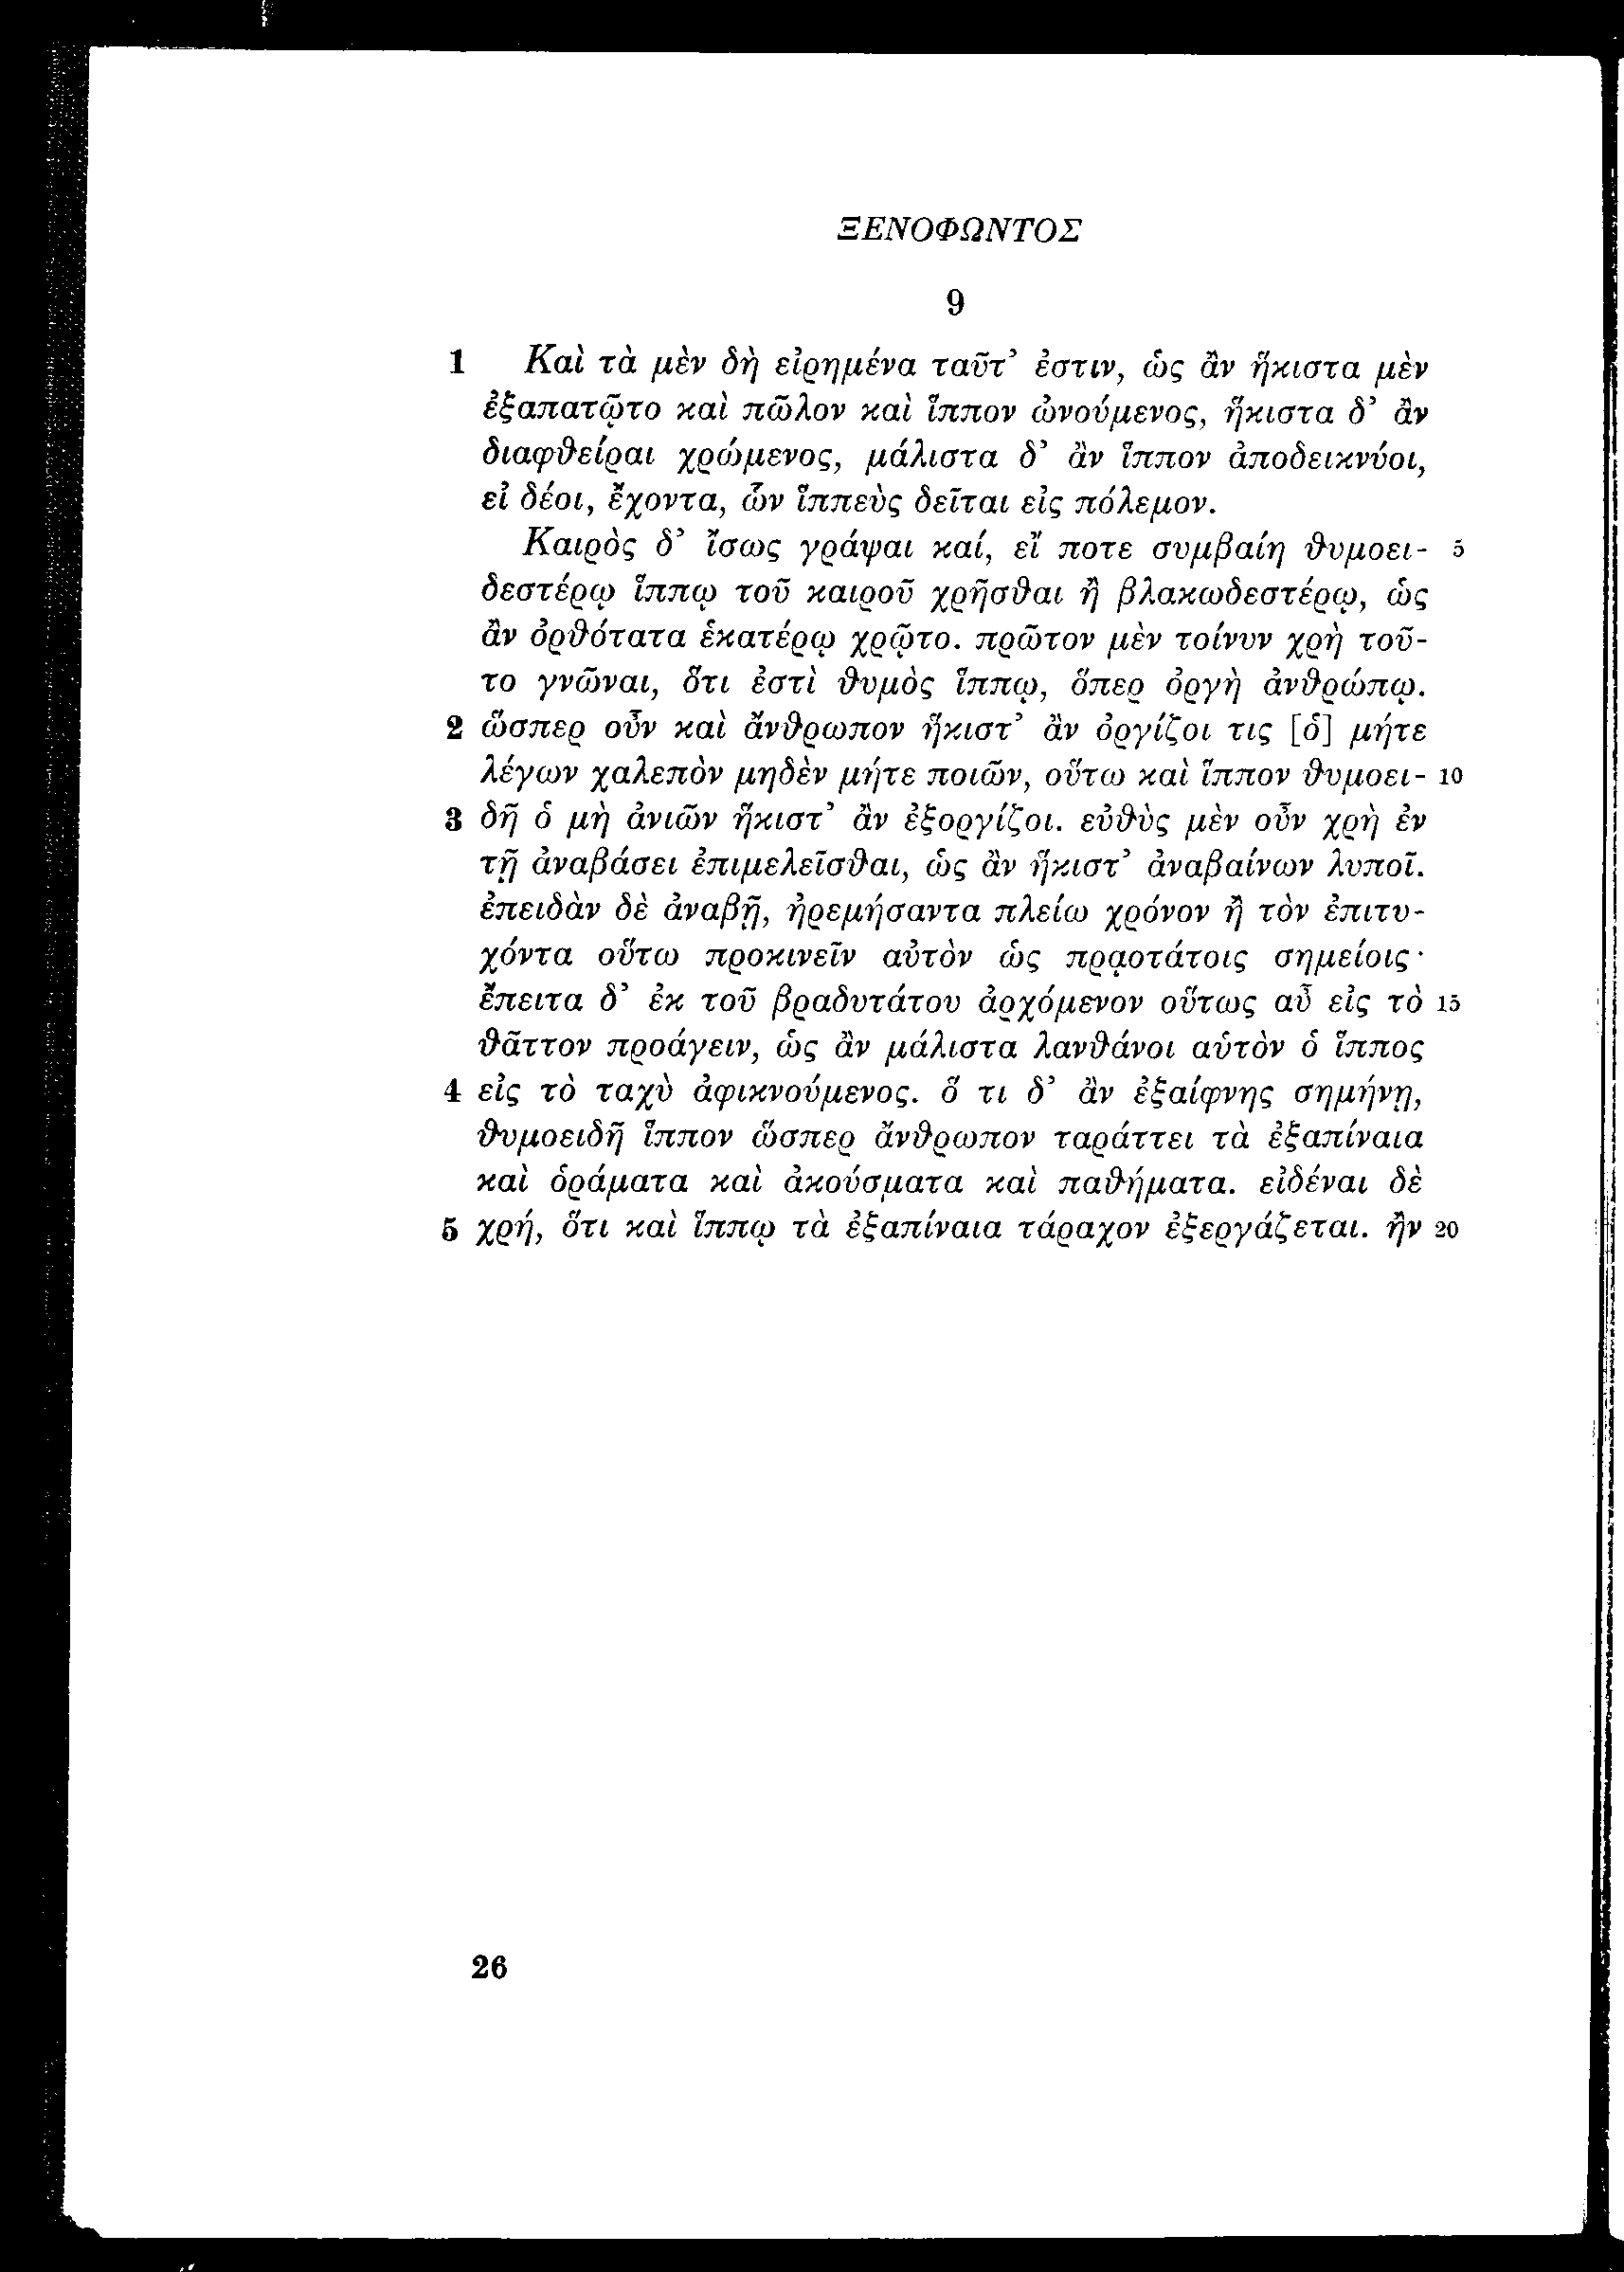 ΞΕΝΟΦΩΝΤΟΣ
9
1 Καὶ τὰ μὲν δὴ εἰρημένα ταῦτ’ ἐστιν, ὡς ἂν ἥκιστα μὲν
ἐξαπατῷτο καὶ πῶλον καὶ ἵππον ὠνούμενος, ἥκιστα δ’ ἂν
διαφθείραι χρώμενος, μάλιστα δ’ ἂν ἵππον ἀποδεικνύοι,
εἰ δέοι, ἔχοντα, ὧν ἱππεὺς δεῖται εἰς πόλεμον.
Καιρὸς δ’ ἴσως γράψαι καί, εἴ ποτε συμβαίη θυμοει- 5
δεστέρῳ ἵππῳ τοῦ καιροῦ χρῆσθαι ἢ βλακωδεστέρῳ, ὡς
ἂν ὀρθότατα ἑκατέρῳ χρῷτο. πρῶτον μὲν τοίνυν χρὴ τοῦ-
το γνῶναι, ὅτι ἐστὶ θυμὸς ἵππῳ, ὅπερ ὀργὴ ἀνθρώπῳ.
2 ὥσπερ οὖν καὶ ἄνθρωπον ἥκιστ’ ἂν ὀργίζοι τις [ὁ] μήτε
λέγων χαλεπὸν μηδὲν μήτε ποιῶν, οὕτω καὶ ἵππον θυμοει- 10
3 δῆ ὁ μὴ ἀνιῶν ἥκιστ’ ἂν ἐξοργίζοι. εὐθὺς μὲν οὖν χρὴ ἐν
τῇ ἀναβάσει ἐπιμελεῖσθαι, ὡς ἂν ἥκιστ’ ἀναβαίνων λυποῖ.
ἐπειδὰν δὲ ἀναβῇ, ἠρεμήσαντα πλείω χρόνον ἢ τὸν ἐπιτυ-
χόντα οὕτω προκινεῖν αὐτὸν ὡς πρᾳοτάτοις σημείοις·
ἔπειτα δ’ ἐκ τοῦ βραδυτάτου ἀρχόμενον οὕτως αὖ εἰς τὸ 15
θᾶττον προάγειν, ὡς ἂν μάλιστα λανθάνοι αὑτὸν ὁ ἵππος
4 εἰς τὸ ταχὺ ἀφικνούμενος. ὅ τι δ’ ἂν ἐξαίφνης σημήνῃ,
θυμοειδῆ ἵππον ὥσπερ ἄνθρωπον ταράττει τὰ ἐξαπίναια
καὶ ὁράματα καὶ ἀκούσματα καὶ παθήματα. εἰδέναι δὲ
5 χρή, ὅτι καὶ ἵππῳ τὰ ἐξαπίναια τάραχον ἐξεργάζεται. ἢν 20
26